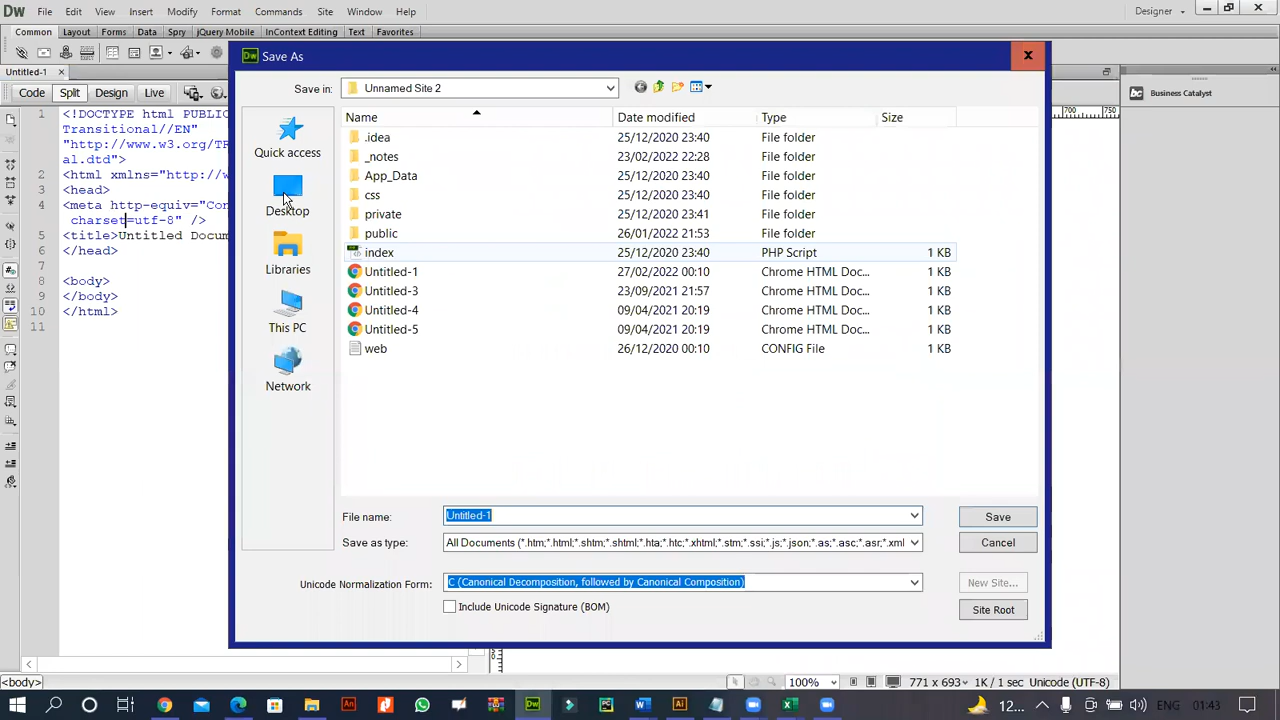 Dw File Edit View Insert Modify Format Commands Site Window Help Designer
Common Layout Forms Data Spry jQuery Mobile InContext Editing Text Favorites
Dw Save As
Untitled-1
Code Split Design Live
Save in: Unnamed Site 2
Business Catalyst
700 750
Name Date modified Type Size
.idea 25/12/2020 23:40 File folder
_notes 23/02/2022 22:28 File folder
App_Data 25/12/2020 23:40 File folder
css 25/12/2020 23:40 File folder
private 25/12/2020 23:41 File folder
public 26/01/2022 21:53 File folder
index 25/12/2020 23:40 PHP Script 1 KB
Untitled-1 27/02/2022 00:10 Chrome HTML Doc... 1 KB
Untitled-3 23/09/2021 21:57 Chrome HTML Doc... 1 KB
Untitled-4 09/04/2021 20:19 Chrome HTML Doc... 1 KB
Untitled-5 09/04/2021 20:19 Chrome HTML Doc... 1 KB
web 26/12/2020 00:10 CONFIG File 1 KB
Quick access
Desktop
Libraries
This PC
Network
1 <!DOCTYPE html PUBLIC
Transitional//EN"
"http://www.w3.org/TR
al.dtd">
2 <html xmlns="http://w
3 <head>
4 <meta http-equiv="Con
charset=utf-8" />
5 <title>Untitled Docum
6 </head>
7
8 <body>
9 </body>
10 </html>
11
File name: Untitled-1 Save
Save as type: All Documents (*.htm;*.html;*.shtm;*.shtml;*.hta;*.htc;*.xhtml;*.stm;*.ssi;*.js;*.json;*.as;*.asc;*.asr;*.xml Cancel
Unicode Normalization Form: C (Canonical Decomposition, followed by Canonical Composition) New Site...
Include Unicode Signature (BOM) Site Root
<body> 100% 771 x 693 1K / 1 sec Unicode (UTF-8)
12... ENG 01:43